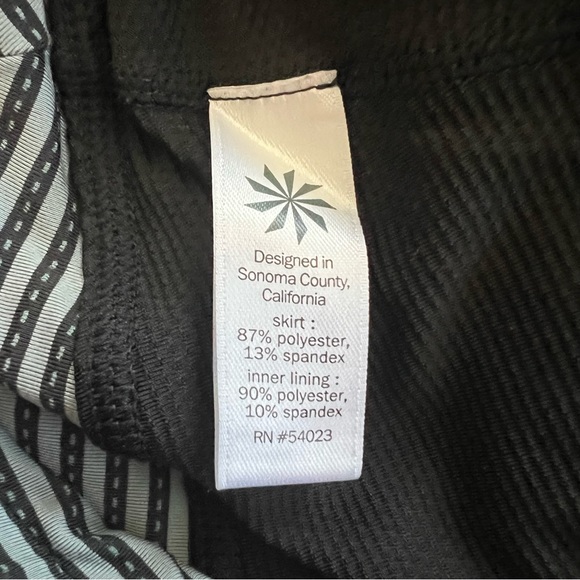 Designed in
Sonoma County,
California
skirt :
87% polyester,
13% spandex
inner lining :
90% polyester,
10% spandex
RN #54023